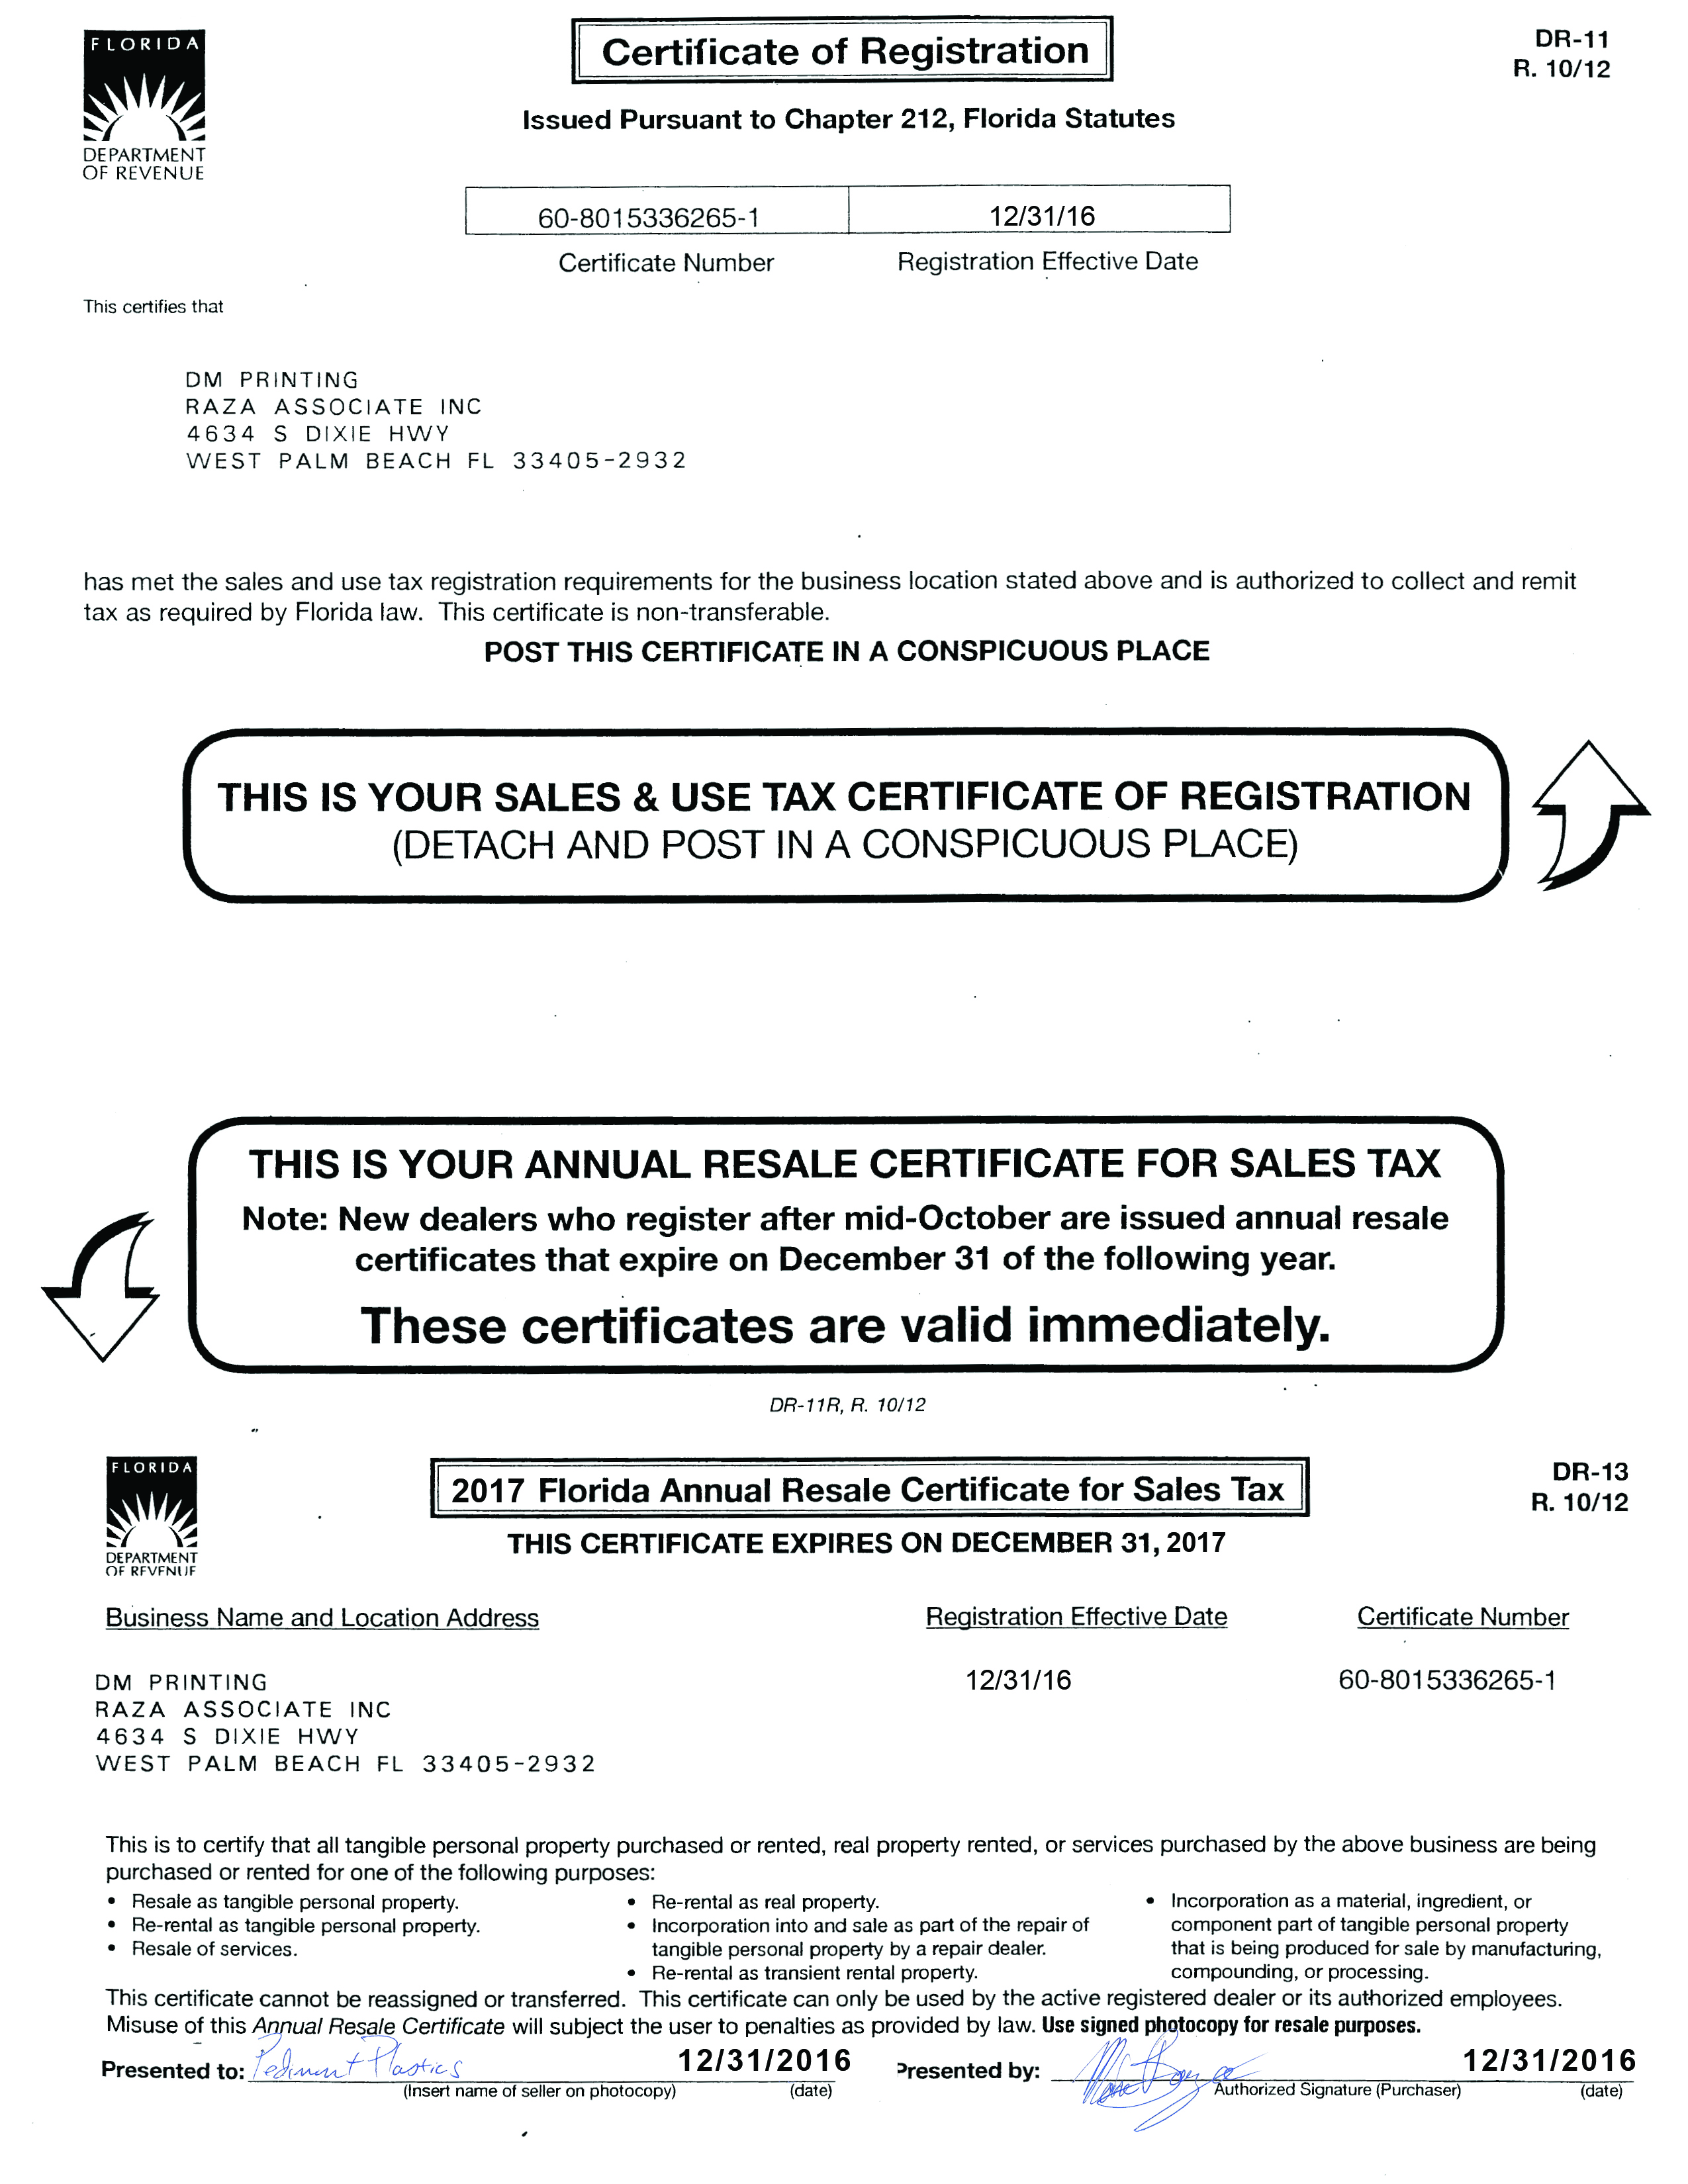 FLORIDA
DEPARTMENT
OF REVENUE
Certificate of Registration
DR-11
R. 10/12
Issued Pursuant to Chapter 212, Florida Statutes
60-8015336265-1 12/31/16
Certificate Number Registration Effective Date
This certifies that
DM PRINTING
RAZA ASSOCIATE INC
4634 S DIXIE HWY
WEST PALM BEACH FL 33405-2932
has met the sales and use tax registration requirements for the business location stated above and is authorized to collect and remit
tax as required by Florida law. This certificate is non-transferable.
POST THIS CERTIFICATE IN A CONSPICUOUS PLACE
THIS IS YOUR SALES & USE TAX CERTIFICATE OF REGISTRATION
(DETACH AND POST IN A CONSPICUOUS PLACE)
THIS IS YOUR ANNUAL RESALE CERTIFICATE FOR SALES TAX
Note: New dealers who register after mid-October are issued annual resale
certificates that expire on December 31 of the following year.
These certificates are valid immediately.
DR-11R, R. 10/12
FLORIDA
DEPARTMENT
OF REVENUE
2017 Florida Annual Resale Certificate for Sales Tax
DR-13
R. 10/12
THIS CERTIFICATE EXPIRES ON DECEMBER 31, 2017
Business Name and Location Address Registration Effective Date Certificate Number
DM PRINTING 12/31/16 60-8015336265-1
RAZA ASSOCIATE INC
4634 S DIXIE HWY
WEST PALM BEACH FL 33405-2932
This is to certify that all tangible personal property purchased or rented, real property rented, or services purchased by the above business are being
purchased or rented for one of the following purposes:
• Resale as tangible personal property.
• Re-rental as tangible personal property.
• Resale of services.
• Re-rental as real property.
• Incorporation into and sale as part of the repair of
tangible personal property by a repair dealer.
• Re-rental as transient rental property.
• Incorporation as a material, ingredient, or
component part of tangible personal property
that is being produced for sale by manufacturing,
compounding, or processing.
This certificate cannot be reassigned or transferred. This certificate can only be used by the active registered dealer or its authorized employees.
Misuse of this Annual Resale Certificate will subject the user to penalties as provided by law. Use signed photocopy for resale purposes.
Presented to: Plastics 12/31/2016 Presented by: 12/31/2016
(Insert name of seller on photocopy) (date) Authorized Signature (Purchaser) (date)